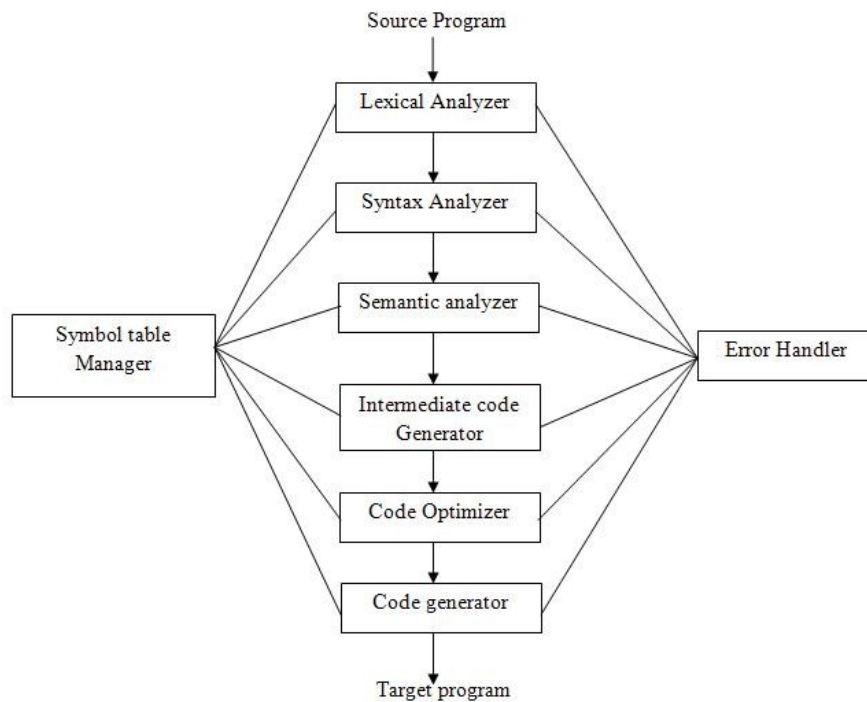 Source Program
Lexical Analyzer
Syntax Analyzer
Semantic analyzer
Symbol table
Manager
Error Handler
Intermediate code
Generator
Code Optimizer
Code generator
Target program